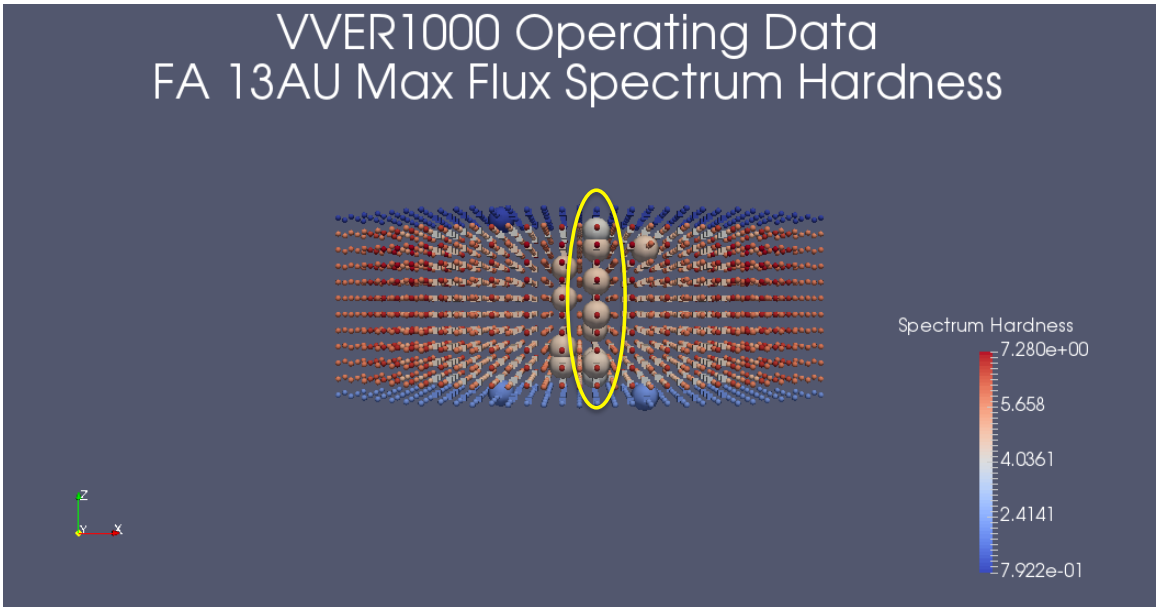 VVER1000 Operating Data
FA 13AU Max Flux Spectrum Hardness
Spectrum Hardness
7.280e+00
5.658
4.0361
2.4141
7.922e-01
Z
Y
X